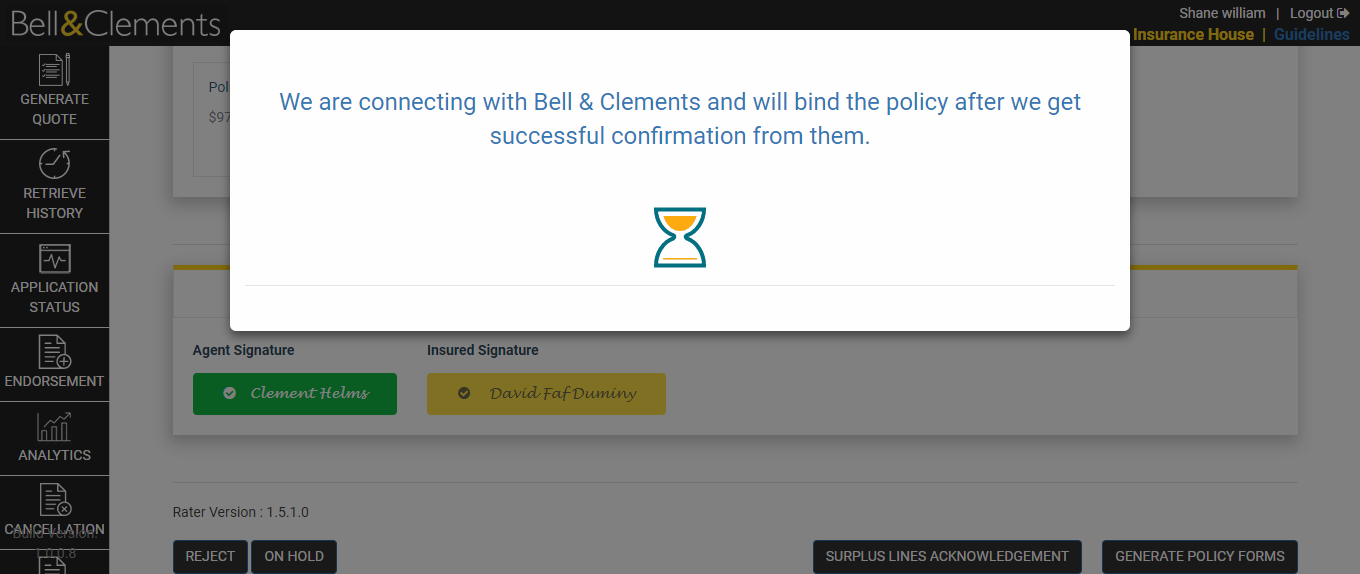 Bell&Clements
Shane william | Logout
Insurance House | Guidelines
GENERATE
QUOTE
RETRIEVE
HISTORY
APPLICATION
STATUS
ENDORSEMENT
ANALYTICS
CANCELLATION
Build Version:
1.0.0.8
Pol
$97
We are connecting with Bell & Clements and will bind the policy after we get
successful confirmation from them.
Agent Signature
Insured Signature
Clement Helms
David Faf Duminy
Rater Version : 1.5.1.0
REJECT
ON HOLD
SURPLUS LINES ACKNOWLEDGEMENT
GENERATE POLICY FORMS